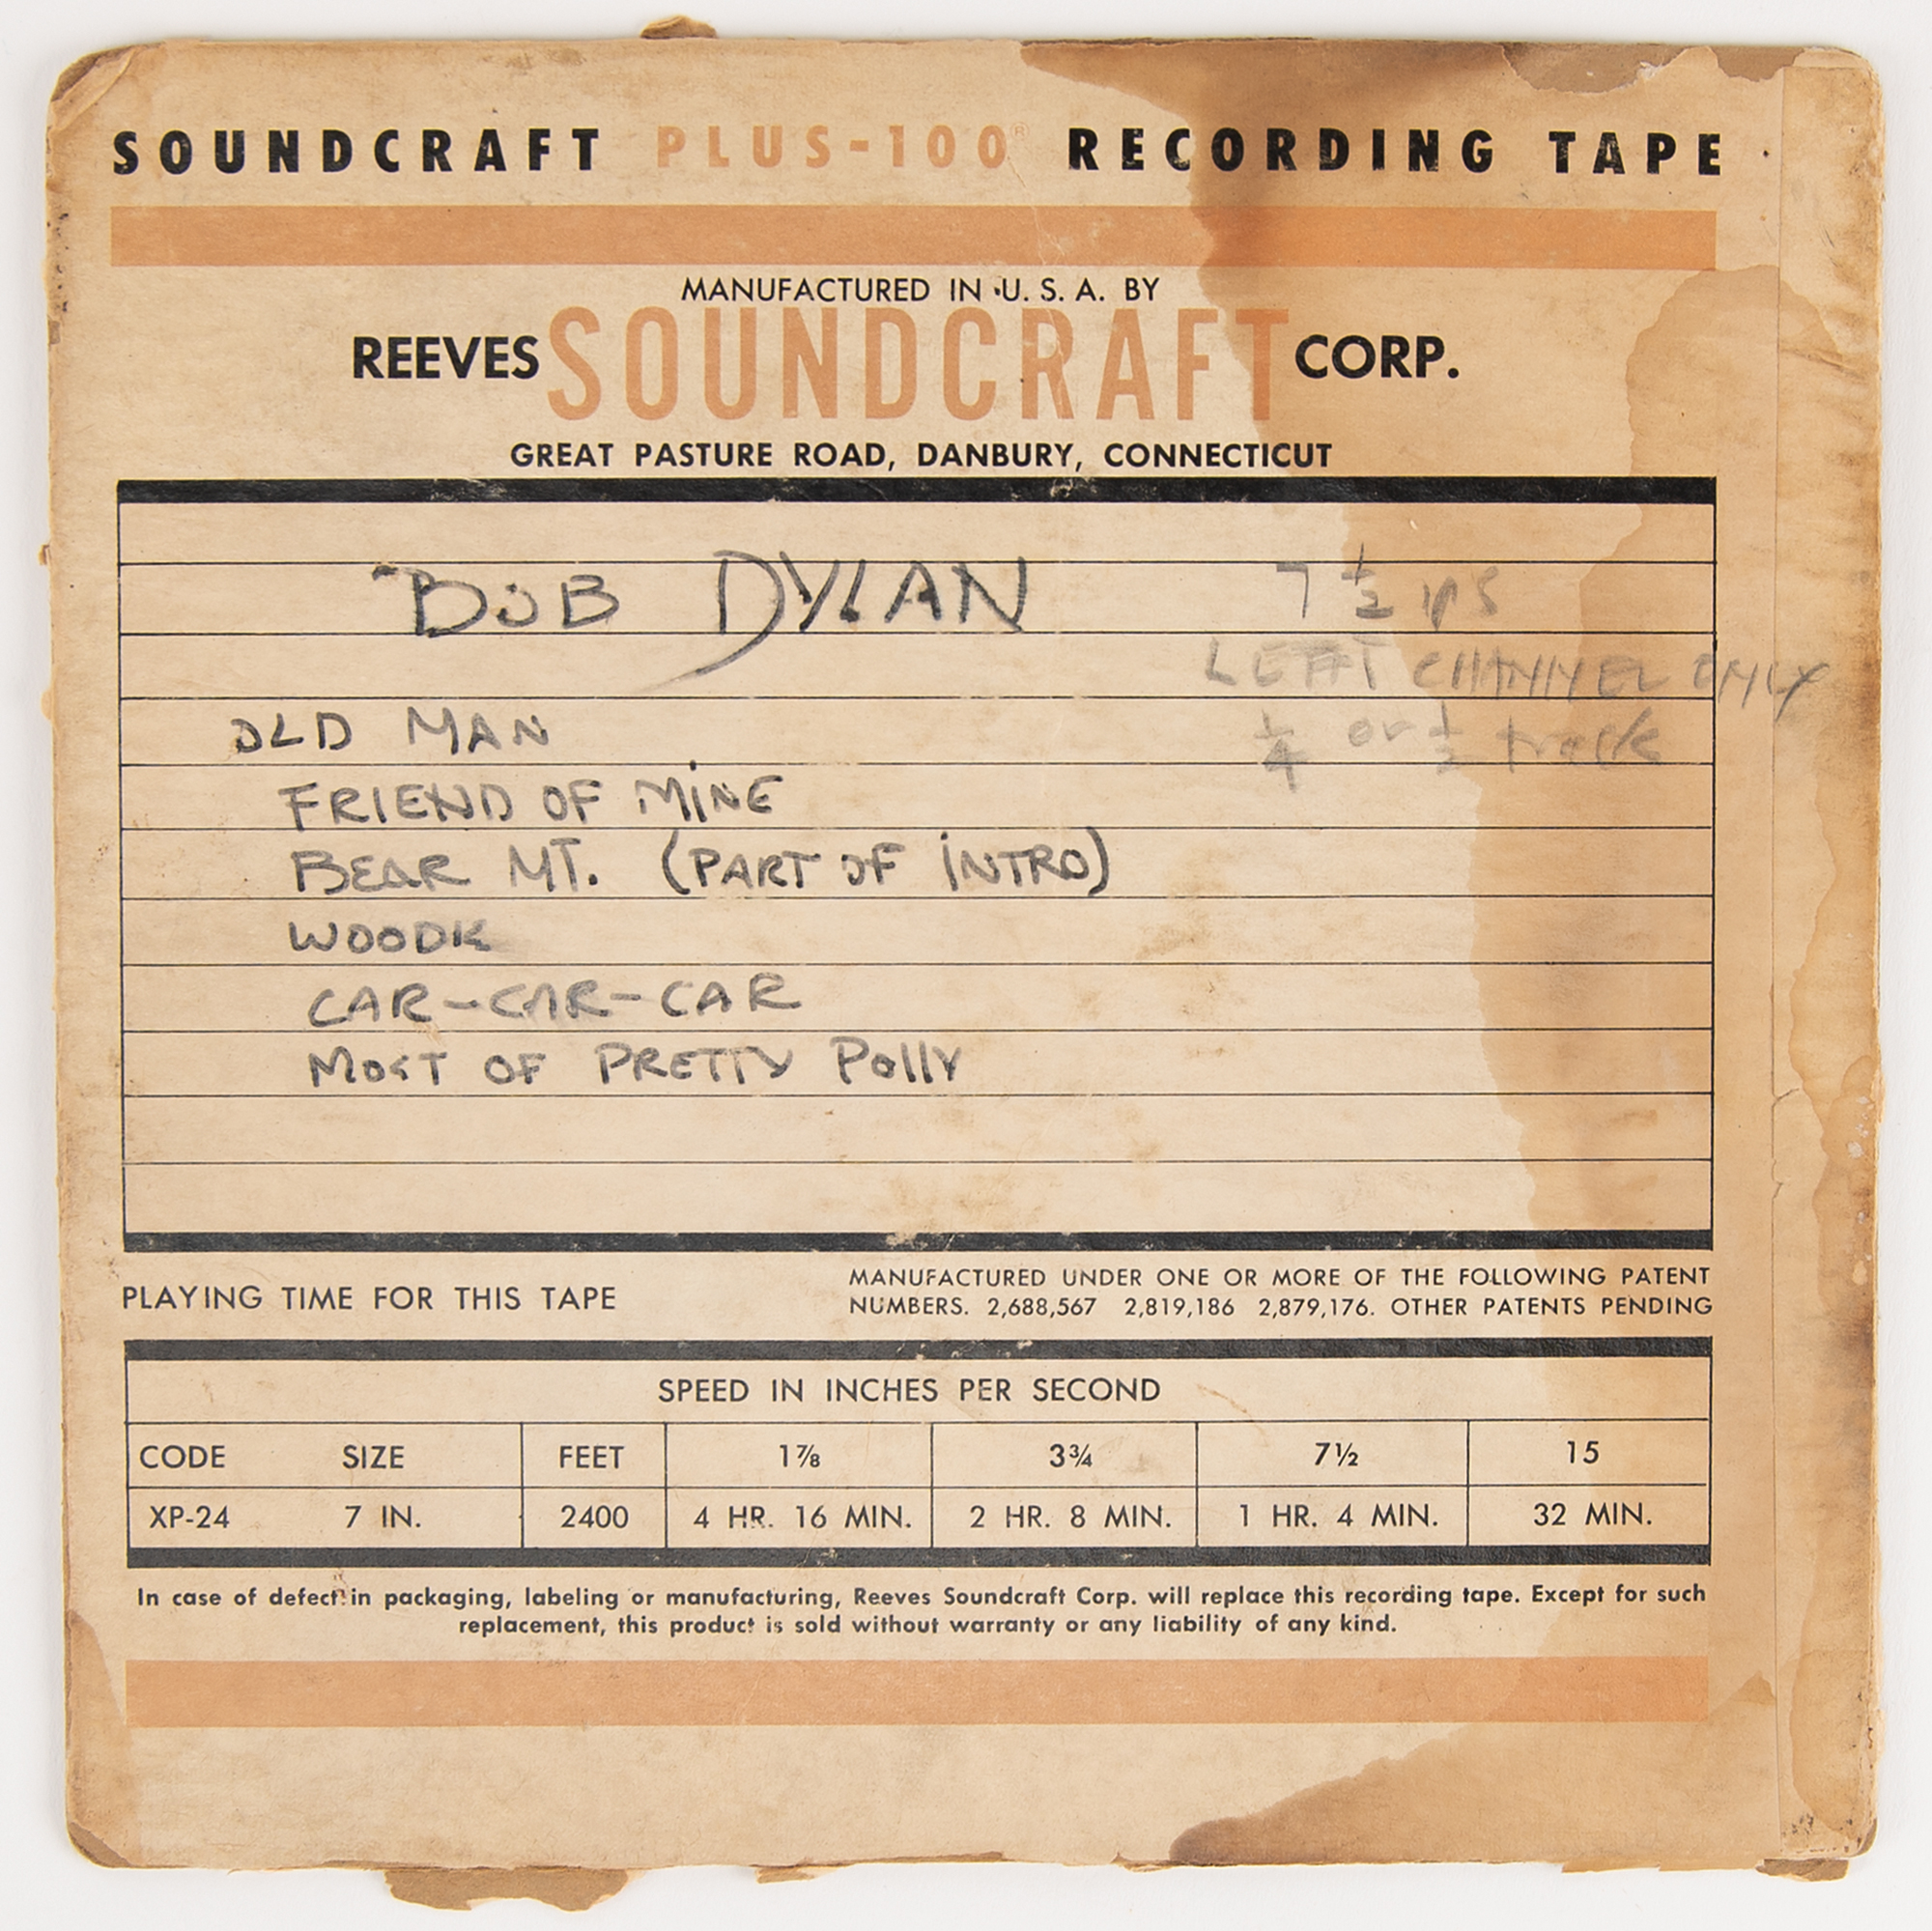 SOUNDCRAFT PLUS-100® RECORDING TAPE
MANUFACTURED IN U. S. A. BY
REEVES SOUNDCRAFT CORP.
GREAT PASTURE ROAD, DANBURY, CONNECTICUT
BOB DYLAN 7 1/2 IPS
LEFT CHANNEL ONLY
1/4 or 1/2 track
OLD MAN
FRIEND OF MINE
BEAR MT. (PART OF INTRO)
WOODK
CAR-CAR-CAR
MOST OF PRETTY Polly
PLAYING TIME FOR THIS TAPE
MANUFACTURED UNDER ONE OR MORE OF THE FOLLOWING PATENT
NUMBERS. 2,688,567 2,819,186 2,879,176. OTHER PATENTS PENDING
SPEED IN INCHES PER SECOND
CODE SIZE FEET 1⅞ 3¾ 7½ 15
XP-24 7 IN. 2400 4 HR. 16 MIN. 2 HR. 8 MIN. 1 HR. 4 MIN. 32 MIN.
In case of defect in packaging, labeling or manufacturing, Reeves Soundcraft Corp. will replace this recording tape. Except for such
replacement, this product is sold without warranty or any liability of any kind.